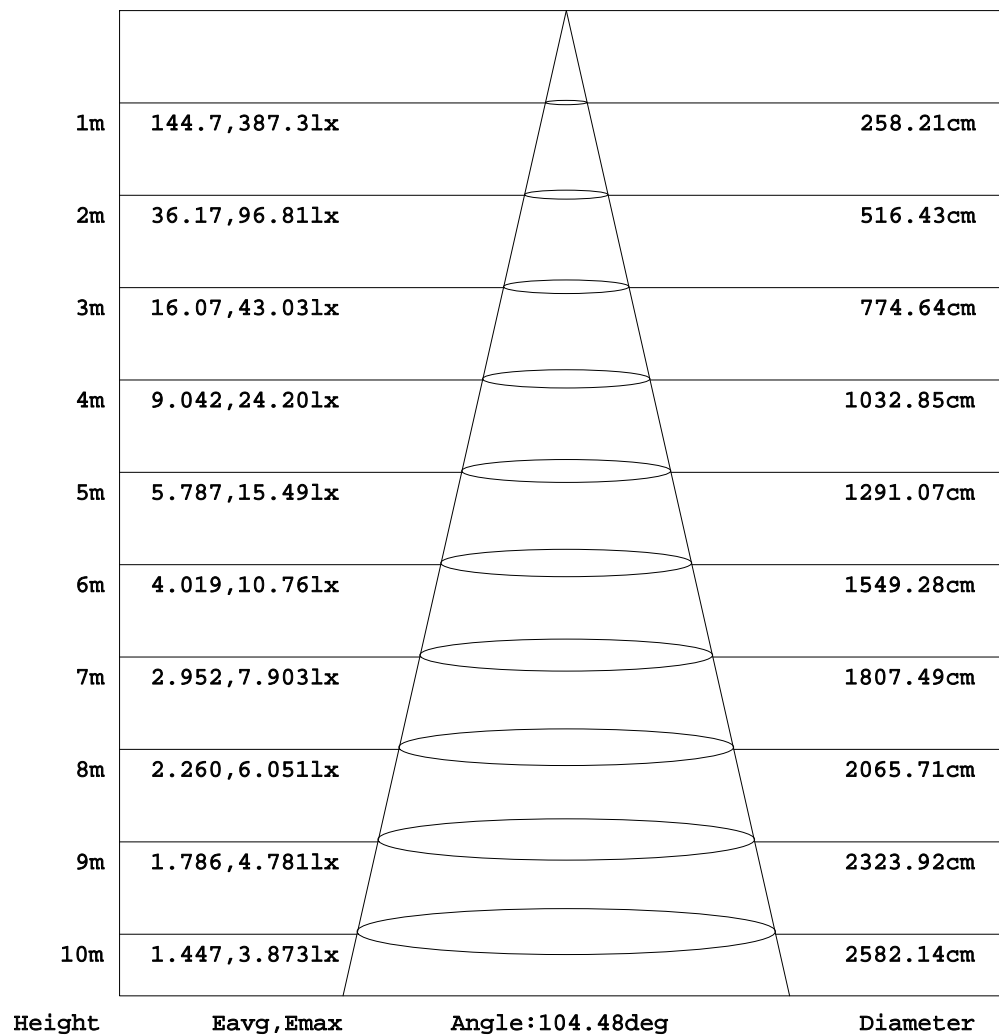 1m 144.7,387.3lx 258.21cm
2m 36.17,96.81lx 516.43cm
3m 16.07,43.03lx 774.64cm
4m 9.042,24.20lx 1032.85cm
5m 5.787,15.49lx 1291.07cm
6m 4.019,10.76lx 1549.28cm
7m 2.952,7.903lx 1807.49cm
8m 2.260,6.051lx 2065.71cm
9m 1.786,4.781lx 2323.92cm
10m 1.447,3.873lx 2582.14cm
Height Eavg,Emax Angle:104.48deg Diameter